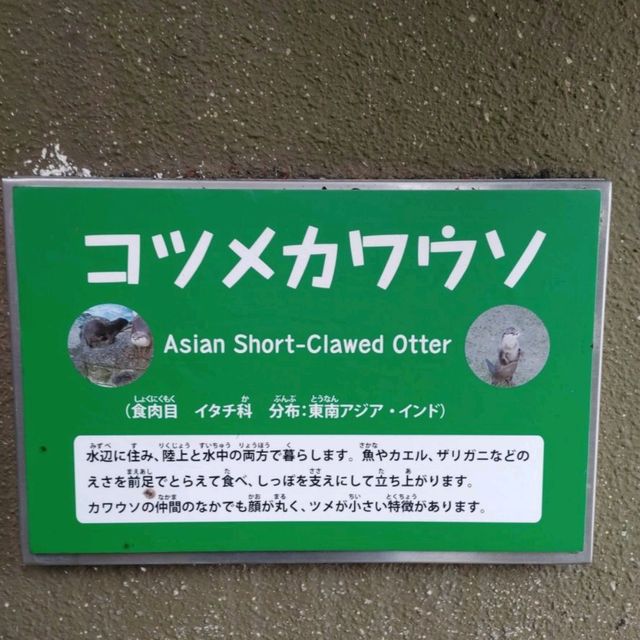 コツメカワウソ
Asian Short-Clawed Otter
(食肉目 イタチ科 分布:東南アジア・インド)
水辺に住み、陸上と水中の両方で暮らします。魚やカエル、ザリガニなどの
えさを前足でとらえて食べ、しっぽを支えにして立ち上がります。
カワウソの仲間のなかでも顔が丸く、ツメが小さい特徴があります。